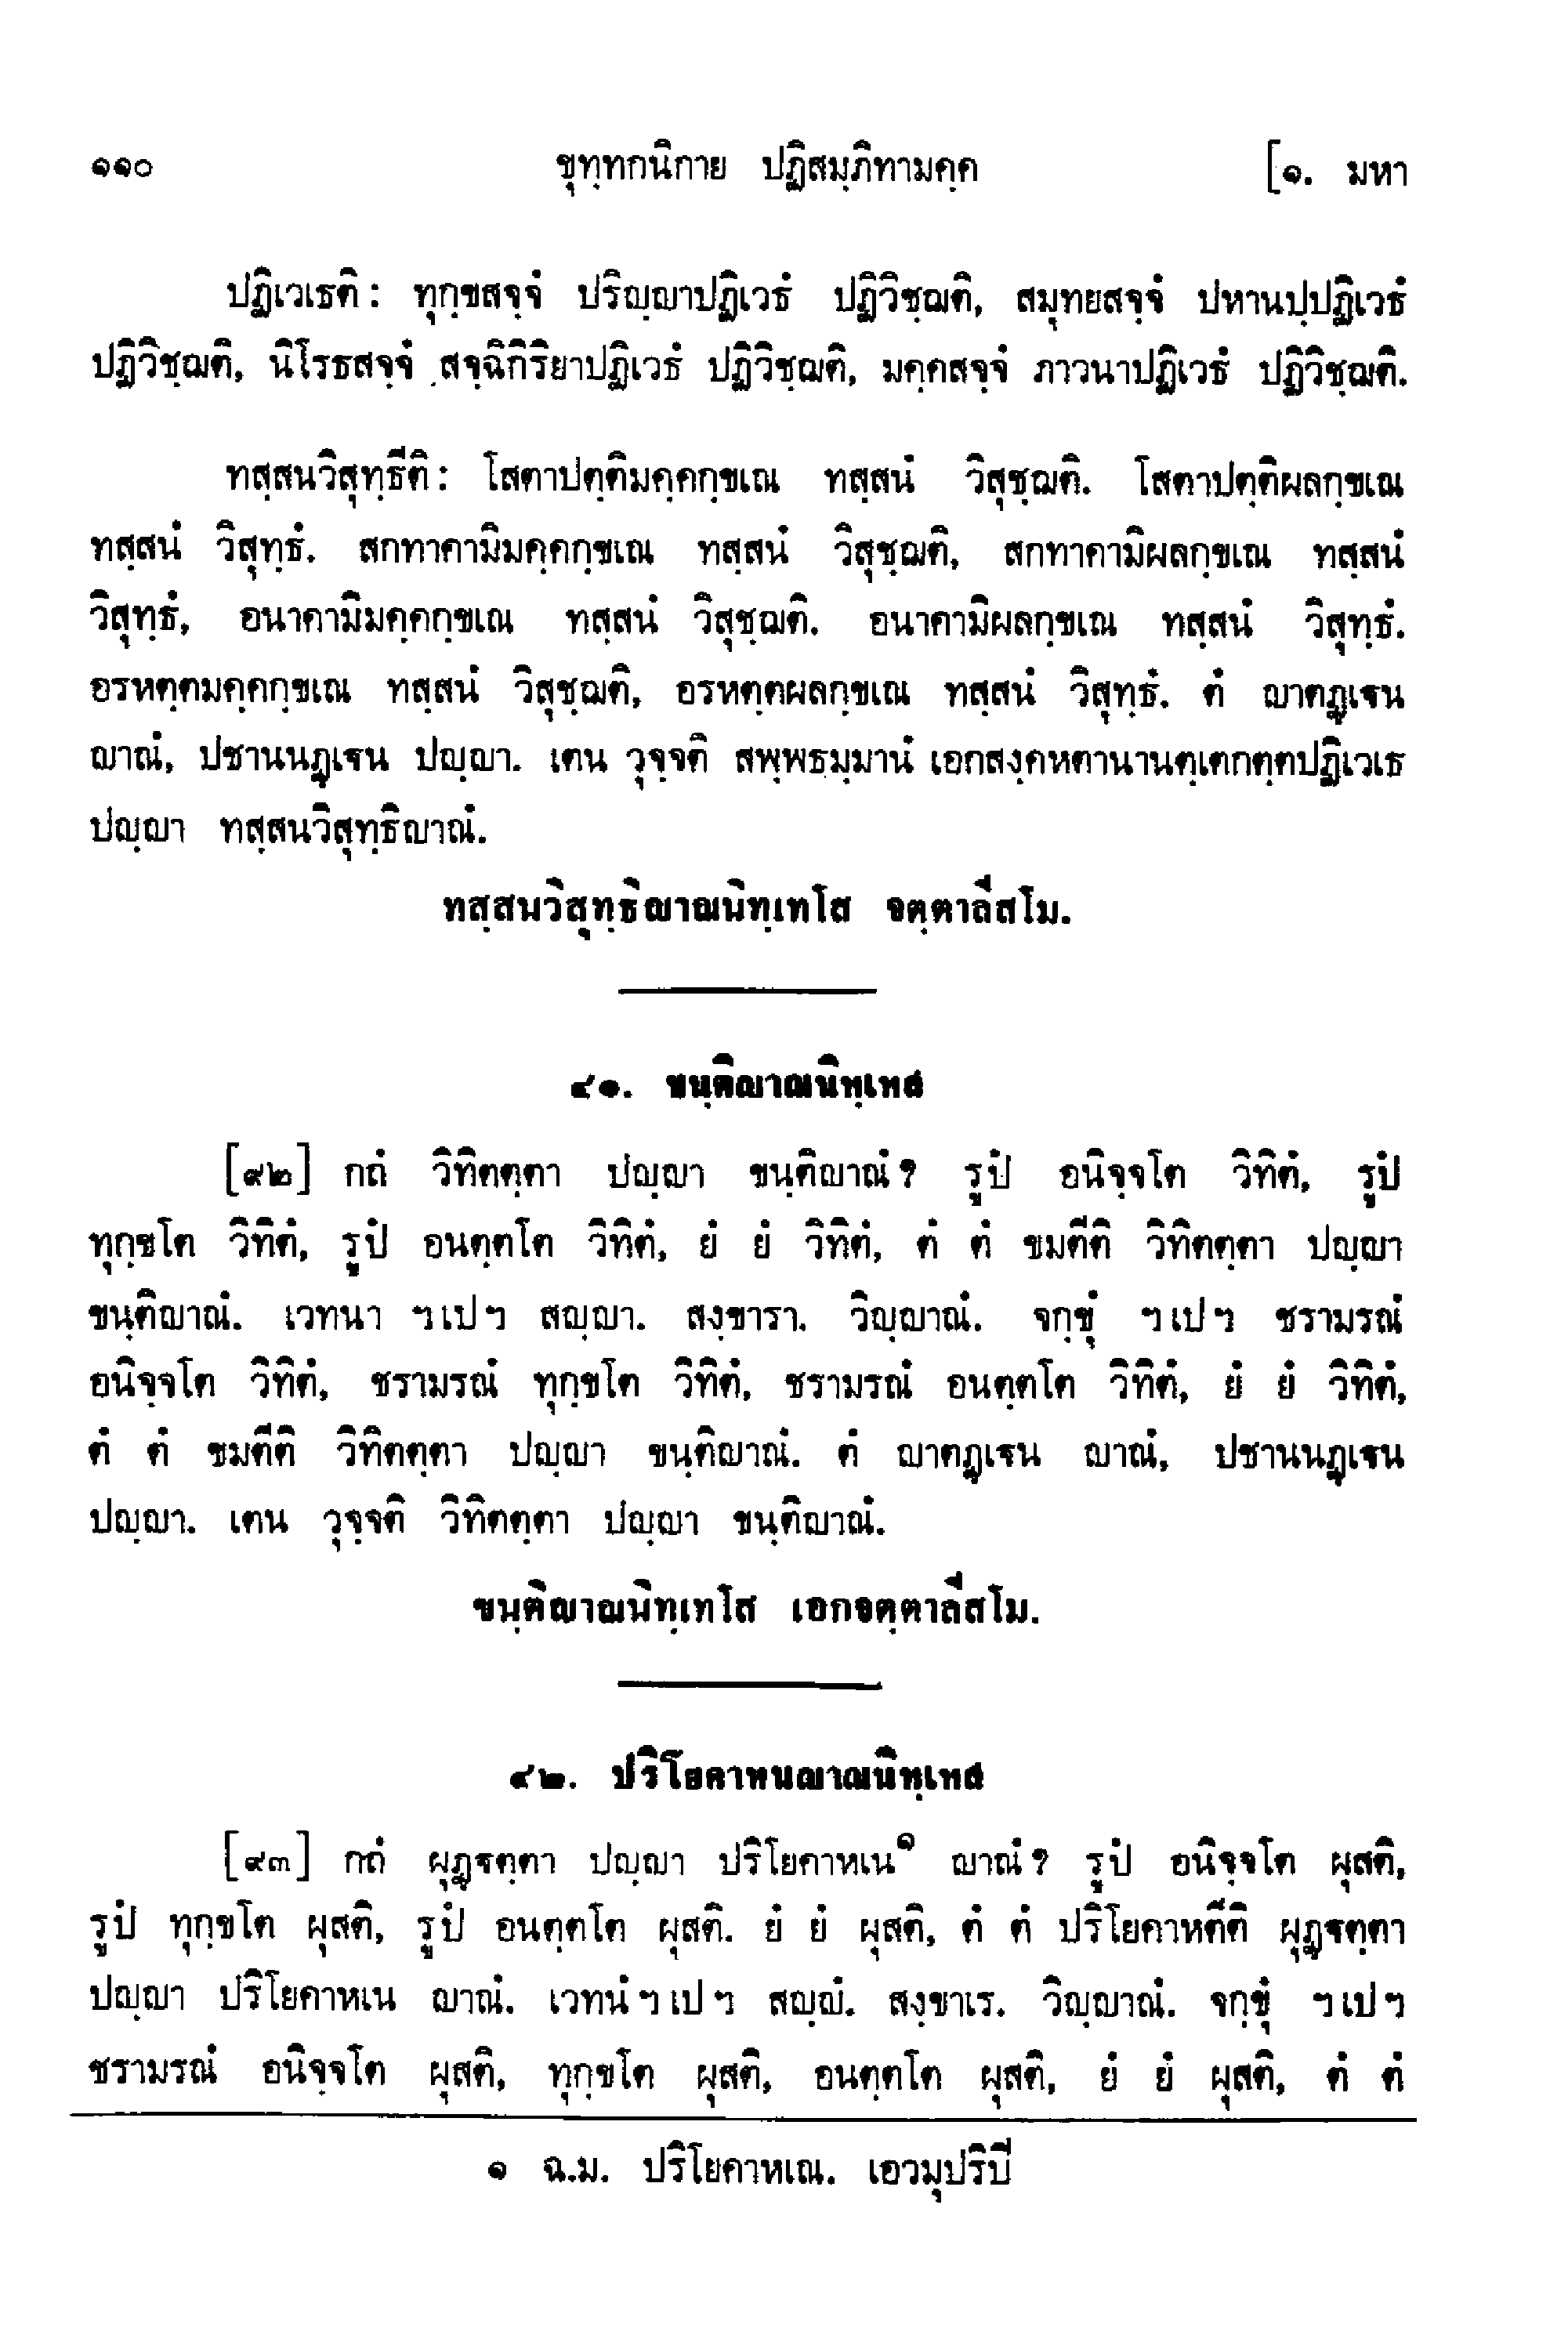 ๑๑๐ ขุทฺทกนิกาย ปฏิสมฺภิทามคฺค [๑. มหา
ปฏิเวเธติ: ทุกฺขสจฺจํ ปริญฺญาปฏิเวธํ ปฏิวิชฺฌติ, สมุทยสจฺจํ ปหานปฺปฏิเวธํ
ปฏิวิชฺฌติ, นิโรธสจฺจํ สจฺฉิกิริยาปฏิเวธํ ปฏิวิชฺฌติ, มคฺคสจฺจํ ภาวนาปฏิเวธํ ปฏิวิชฺฌติ.
ทสฺสนวิสุทฺธีติ: โสตาปตฺติมคฺคกฺขเณ ทสฺสนํ วิสุชฺฌติ. โสตาปตฺติผลกฺขเณ
ทสฺสนํ วิสุทฺธํ. สกทาคามิมคฺคกฺขเณ ทสฺสนํ วิสุชฺฌติ, สกทาคามิผลกฺขเณ ทสฺสนํ
วิสุทฺธํ, อนาคามิมคฺคกฺขเณ ทสฺสนํ วิสุชฺฌติ. อนาคามิผลกฺขเณ ทสฺสนํ วิสุทฺธํ.
อรหตฺตมคฺคกฺขเณ ทสฺสนํ วิสุชฺฌติ, อรหตฺตผลกฺขเณ ทสฺสนํ วิสุทฺธํ. ตํ ญาตฏฺเฐน
ญาณํ, ปชานนฏฺเฐน ปญฺญา. เตน วุจฺจติ สพฺพธมฺมานํ เอกสงฺคหตานานตฺเตกตฺตปฏิเวเธ
ปญฺญา ทสฺสนวิสุทฺธิญาณํ.
ทสฺสนวิสุทฺธิญาณนิทฺเทโส จตฺตาลีสโม.
๔๑. ขนฺติญาณนิทฺเทส
[๙๒] กถํ วิทิตตฺตา ปญฺญา ขนฺติญาณํ? รูปํ อนิจฺจโต วิทิตํ, รูปํ
ทุกฺขโต วิทิตํ, รูปํ อนตฺตโต วิทิตํ, ยํ ยํ วิทิตํ, ตํ ตํ ขมตีติ วิทิตตฺตา ปญฺญา
ขนฺติญาณํ. เวทนา ฯเปฯ สญฺญา. สงฺขารา. วิญฺญาณํ. จกฺขุํ ฯเปฯ ชรามรณํ
อนิจฺจโต วิทิตํ, ชรามรณํ ทุกฺขโต วิทิตํ, ชรามรณํ อนตฺตโต วิทิตํ, ยํ ยํ วิทิตํ,
ตํ ตํ ขมตีติ วิทิตตฺตา ปญฺญา ขนฺติญาณํ. ตํ ญาตฏฺเฐน ญาณํ, ปชานนฏฺเฐน
ปญฺญา. เตน วุจฺจติ วิทิตตฺตา ปญฺญา ขนฺติญาณํ.
ขนฺติญาณนิทฺเทโส เอกจตฺตาลีสโม.
๔๒. ปริโยคาหนญาณนิทฺเทส
[๙๓] กถํ ผุฏฺฐตฺตา ปญฺญา ปริโยคาหเน๑ ญาณํ? รูปํ อนิจฺจโต ผุสติ,
รูปํ ทุกฺขโต ผุสติ, รูปํ อนตฺตโต ผุสติ. ยํ ยํ ผุสติ, ตํ ตํ ปริโยคาหตีติ ผุฏฺฐตฺตา
ปญฺญา ปริโยคาหเน ญาณํ. เวทนํ ฯเปฯ สญฺญํ. สงฺขาเร. วิญฺญาณํ. จกฺขุํ ฯเปฯ
ชรามรณํ อนิจฺจโต ผุสติ, ทุกฺขโต ผุสติ, อนตฺตโต ผุสติ, ยํ ยํ ผุสติ, ตํ ตํ
๑ ฉ.ม. ปริโยคาหเณ. เอวมุปริปี